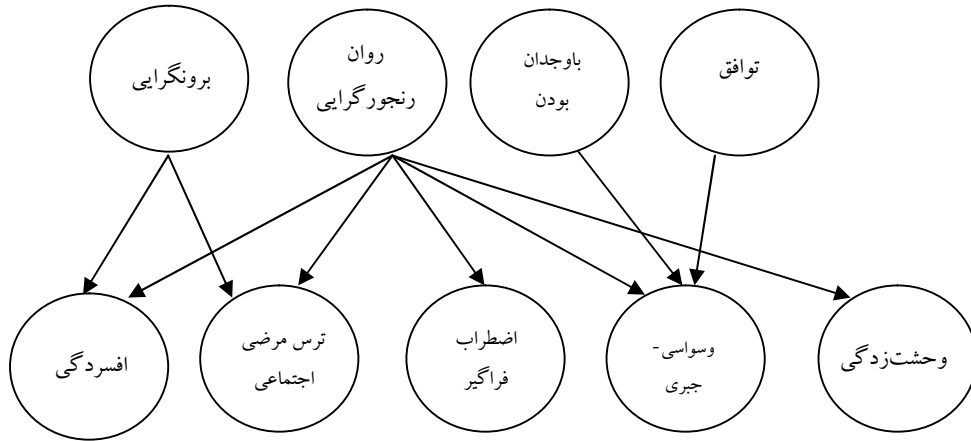 برونگرایی
روان
رنجورگرایی
باوجدان
بودن
توافق
افسردگی
ترس مرضی
اجتماعی
اضطراب
فراگیر
وسواسی-
جبری
وحشت‌زدگی